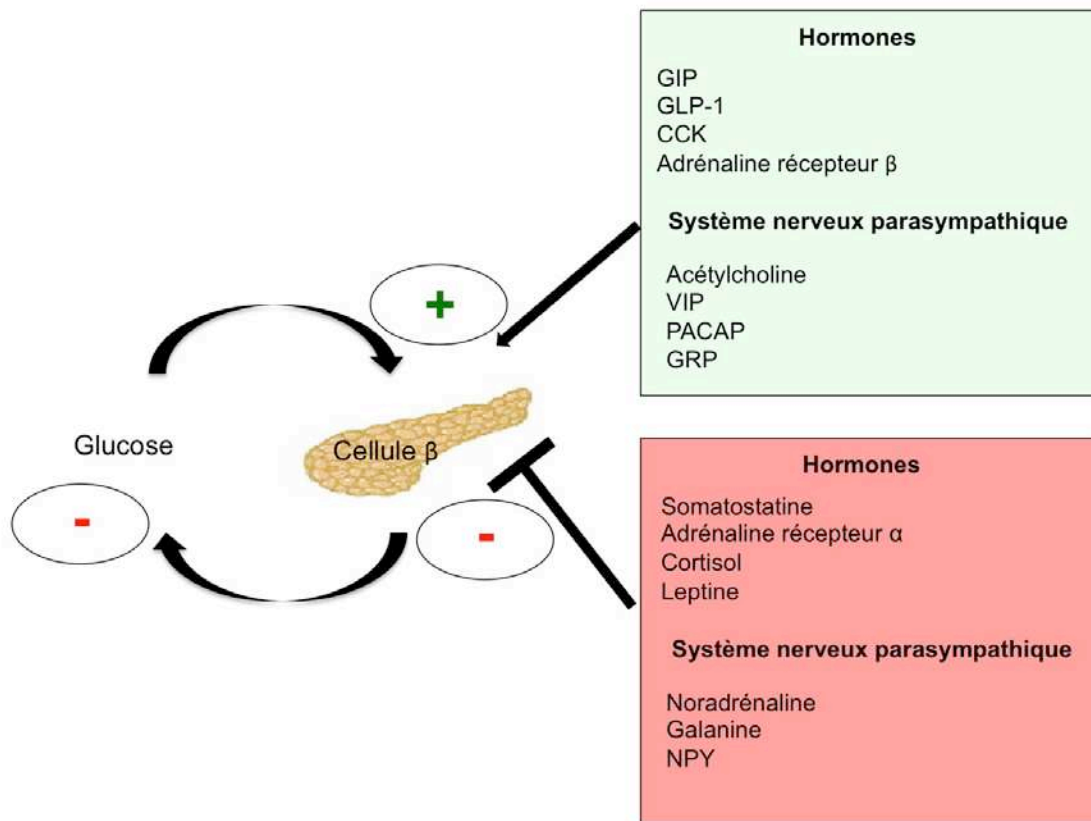 Hormones
GIP
GLP-1
CCK
Adrénaline récepteur β
Système nerveux parasympathique
Acétylcholine
VIP
PACAP
GRP
+
Glucose
Cellule β
-
-
Hormones
Somatostatine
Adrénaline récepteur α
Cortisol
Leptine
Système nerveux parasympathique
Noradrénaline
Galanine
NPY